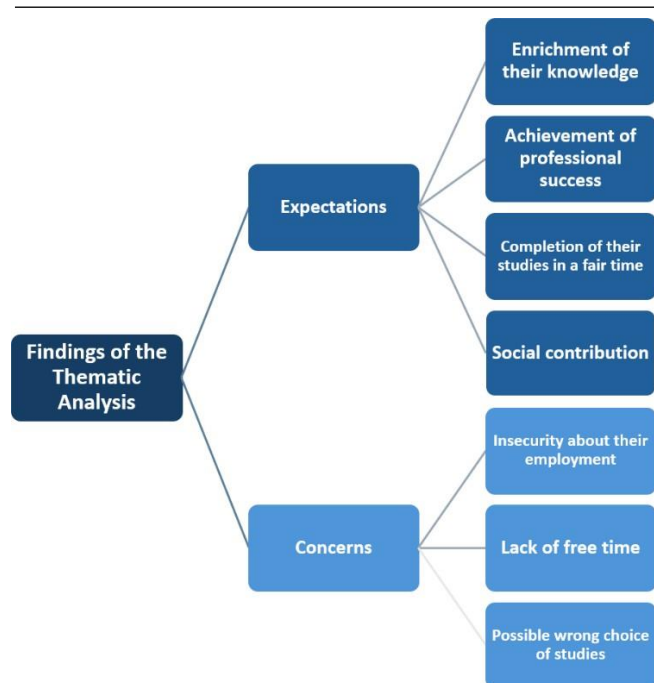 Enrichment of
their knowledge
Achievement of
professional
success
Expectations
Completion of their
studies in a fair time
Social contribution
Findings of the
Thematic
Analysis
Insecurity about their
employment
Concerns
Lack of free time
Possible wrong choice
of studies